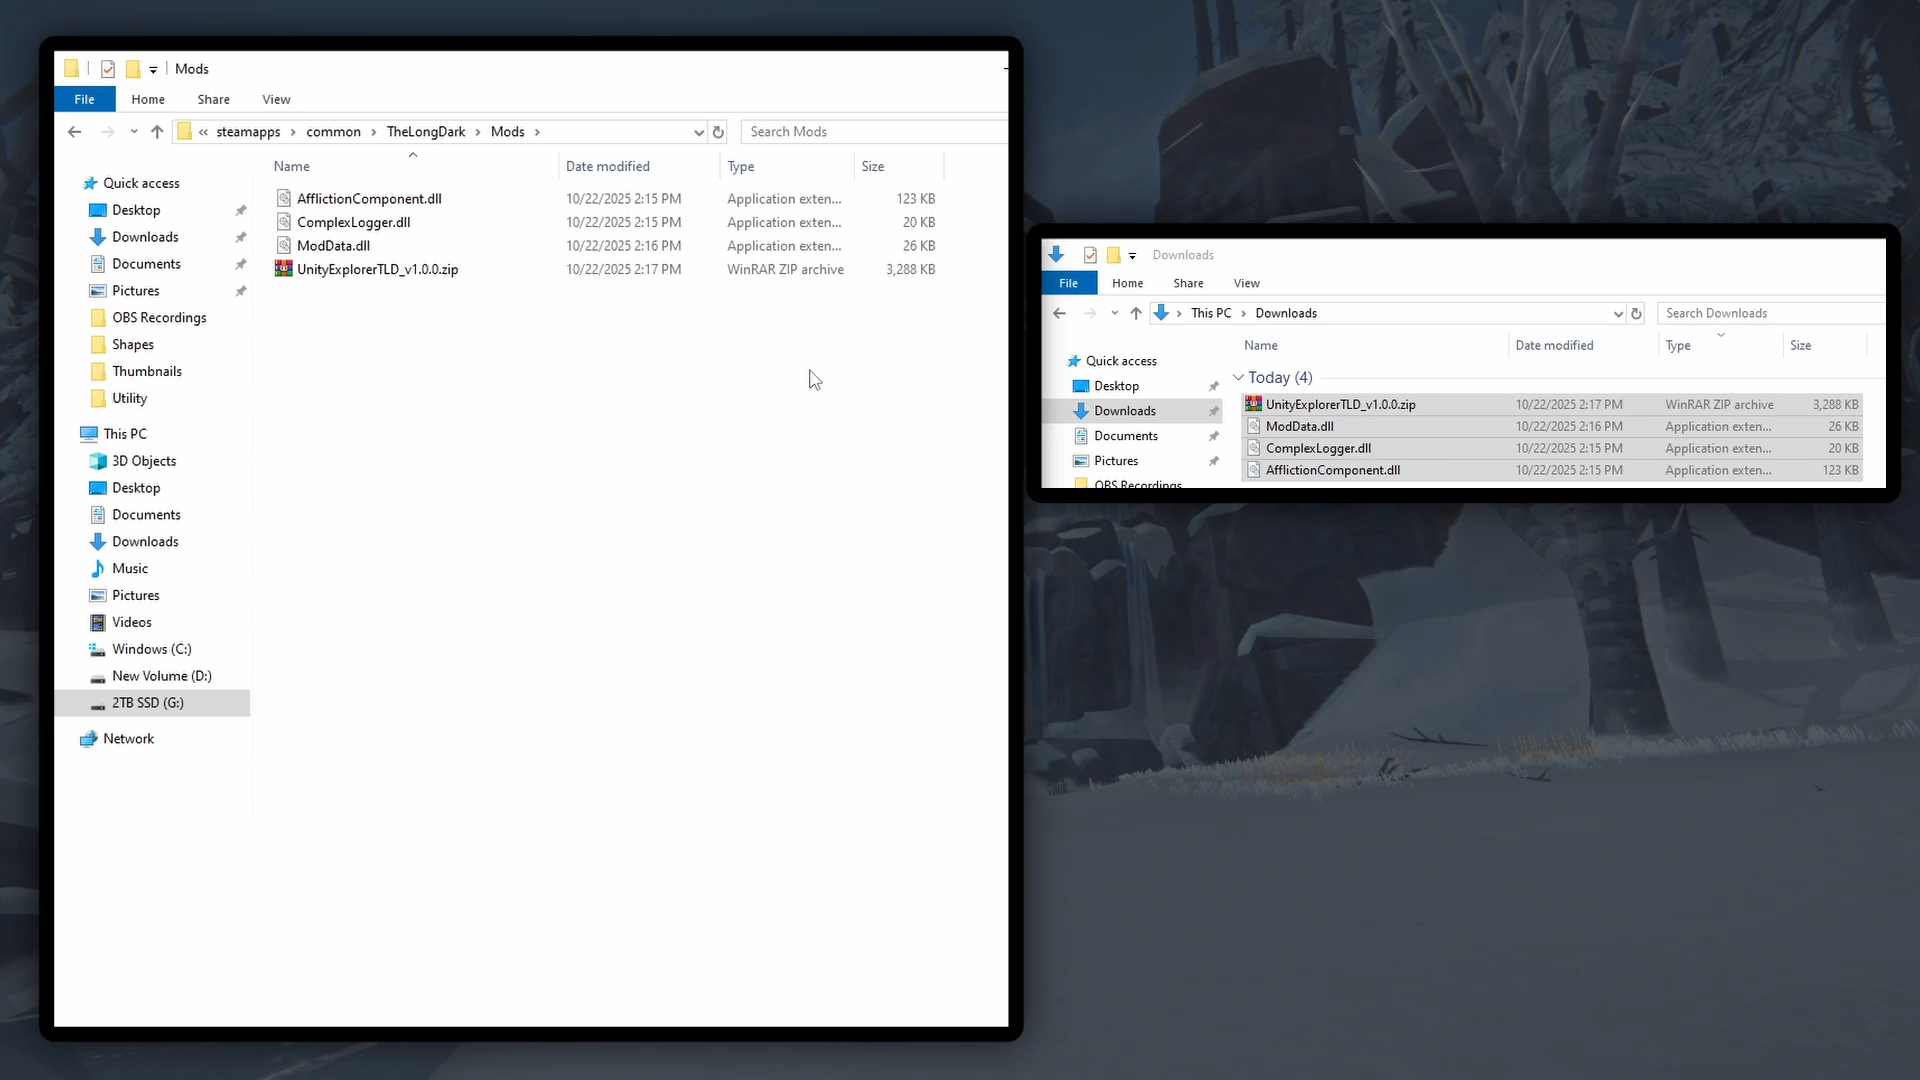 Mods
File Home Share View
« steamapps › common › TheLongDark › Mods › Search Mods
Name Date modified Type Size
AfflictionComponent.dll 10/22/2025 2:15 PM Application exten... 123 KB
ComplexLogger.dll 10/22/2025 2:15 PM Application exten... 20 KB
ModData.dll 10/22/2025 2:16 PM Application exten... 26 KB
UnityExplorerTLD_v1.0.0.zip 10/22/2025 2:17 PM WinRAR ZIP archive 3,288 KB
Quick access
Desktop
Downloads
Documents
Pictures
OBS Recordings
Shapes
Thumbnails
Utility
This PC
3D Objects
Desktop
Documents
Downloads
Music
Pictures
Videos
Windows (C:)
New Volume (D:)
2TB SSD (G:)
Network
Downloads
File Home Share View
› This PC › Downloads Search Downloads
Name Date modified Type Size
Today (4)
UnityExplorerTLD_v1.0.0.zip 10/22/2025 2:17 PM WinRAR ZIP archive 3,288 KB
ModData.dll 10/22/2025 2:16 PM Application exten... 26 KB
ComplexLogger.dll 10/22/2025 2:15 PM Application exten... 20 KB
AfflictionComponent.dll 10/22/2025 2:15 PM Application exten... 123 KB
Quick access
Desktop
Downloads
Documents
Pictures
OBS Recordings